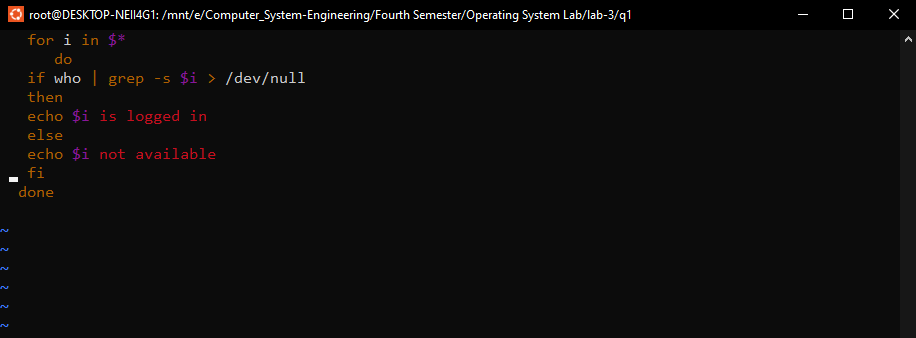 root@DESKTOP-NEII4G1: /mnt/e/Computer_System-Engineering/Fourth Semester/Operating System Lab/lab-3/q1
for i in $*
do
if who | grep -s $i > /dev/null
then
echo $i is logged in
else
echo $i not available
fi
done
~
~
~
~
~
~